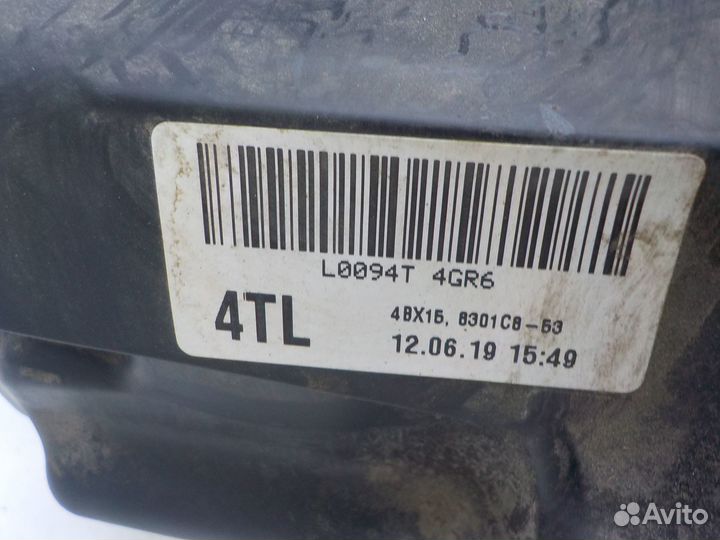 L0094T 4GR6
4TL
4BX15, 8301C8-53
12.06.19 15:49
Avito